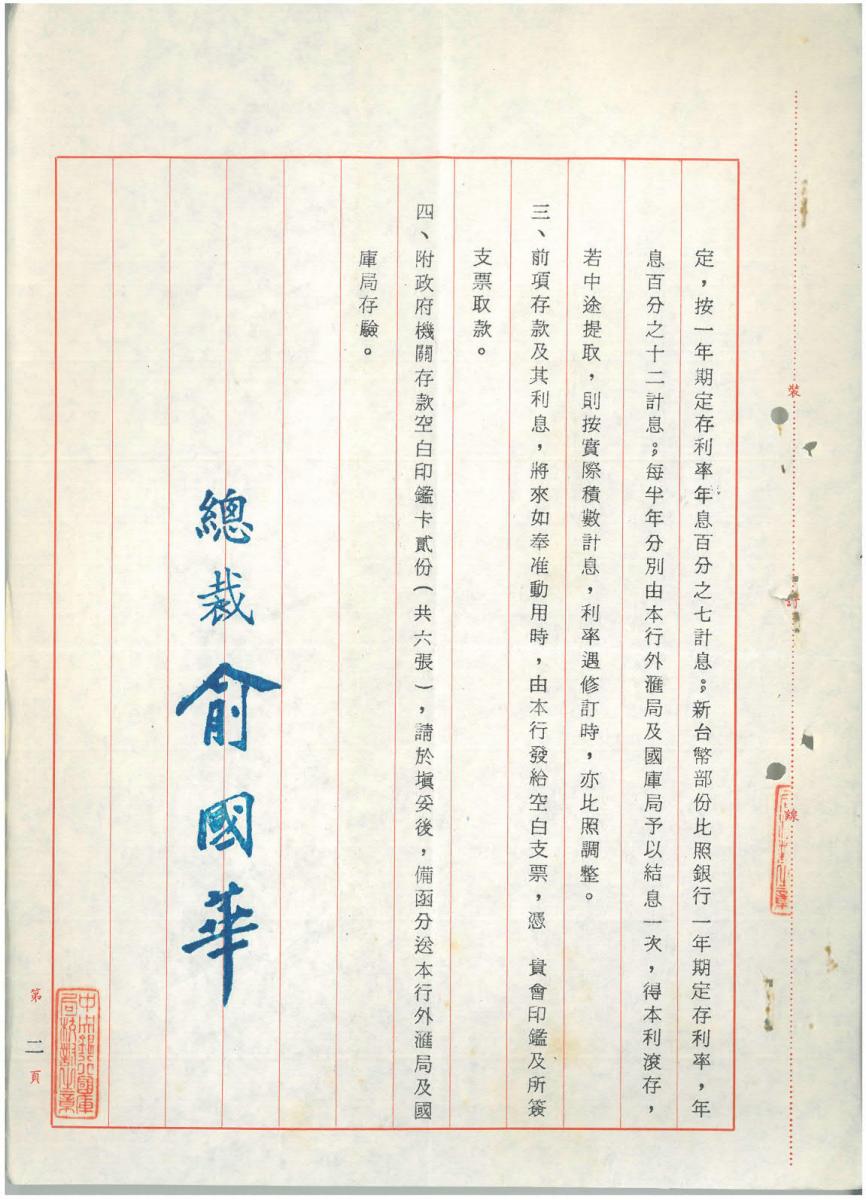 定，按一年期定存利率年息百分之七計息；新台幣部份比照銀行一年期定存利率，年
息百分之十二計息；每半年分別由本行外滙局及國庫局予以結息一次，得本利滾存，
若中途提取，則按實際積數計息，利率遇修訂時，亦比照調整。
三、前項存款及其利息，將來如奉准動用時，由本行發給空白支票，憑　貴會印鑑及所簽
支票取款。
四、附政府機關存款空白印鑑卡貳份（共六張），請於塡妥後，備函分送本行外滙局及國
庫局存驗。
總裁俞國華
裝
訂
線
第二頁